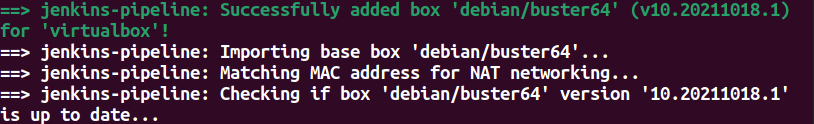 ==> jenkins-pipeline: Successfully added box 'debian/buster64' (v10.20211018.1)
for 'virtualbox'!
==> jenkins-pipeline: Importing base box 'debian/buster64'...
==> jenkins-pipeline: Matching MAC address for NAT networking...
==> jenkins-pipeline: Checking if box 'debian/buster64' version '10.20211018.1'
is up to date...